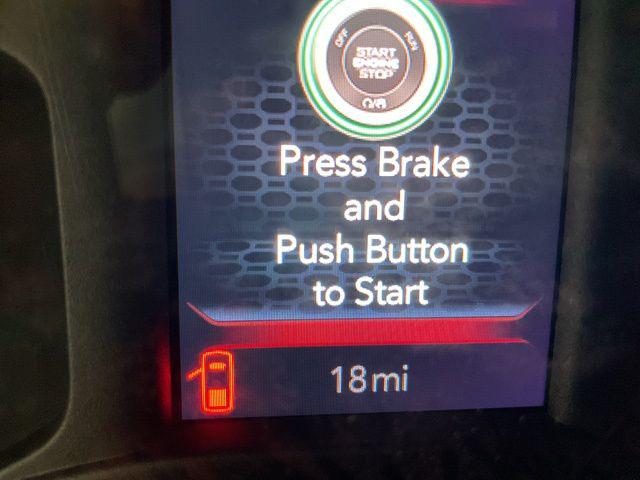 OFF
RUN
START
ENGINE
STOP
Press Brake
and
Push Button
to Start
18mi